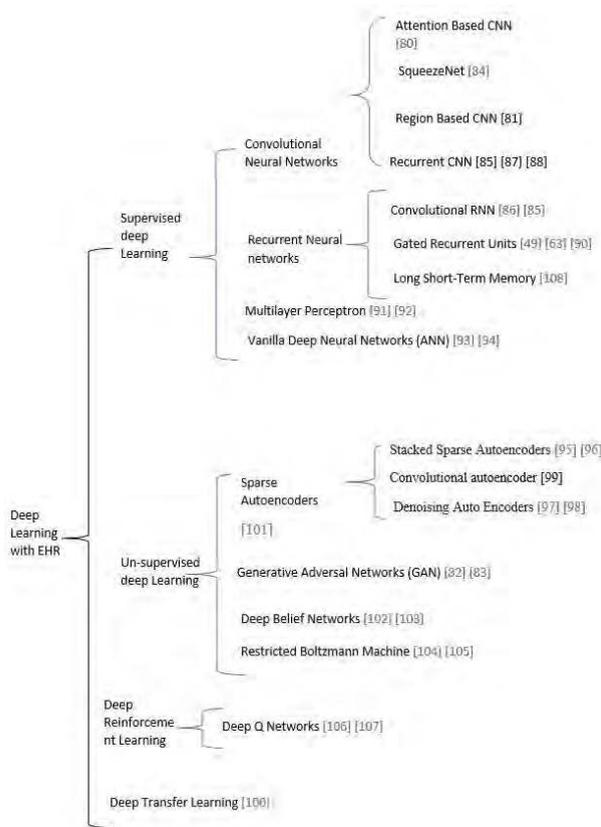 Attention Based CNN
[80]
SqueezeNet [84]
Region Based CNN [81]
Convolutional
Neural Networks
Recurrent CNN [85] [87] [88]
Supervised
deep
Learning
Convolutional RNN [86] [85]
Recurrent Neural
networks
Gated Recurrent Units [49] [63] [90]
Long Short-Term Memory [108]
Multilayer Perceptron [91] [92]
Vanilla Deep Neural Networks (ANN) [93] [94]
Stacked Sparse Autoencoders [95] [96]
Sparse
Autoencoders
[101]
Convolutional autoencoder [99]
Denoising Auto Encoders [97] [98]
Deep
Learning
with EHR
Un-supervised
deep Learning
Generative Adversal Networks (GAN) [82] [83]
Deep Belief Networks [102] [103]
Restricted Boltzmann Machine [104] [105]
Deep
Reinforceme
nt Learning
Deep Q Networks [106] [107]
Deep Transfer Learning [100]